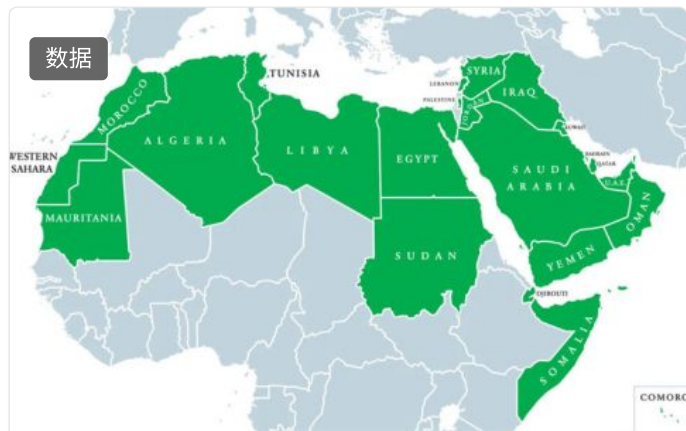 数据
TUNISIA
MOROCCO
ALGERIA
LIBYA
EGYPT
WESTERN
SAHARA
MAURITANIA
SUDAN
LEBANON
SYRIA
PALESTINE
JORDAN
IRAQ
KUWAIT
BAHRAIN
QATAR
SAUDI
ARABIA
U.A.E.
OMAN
YEMEN
DJIBOUTI
SOMALIA
COMORO